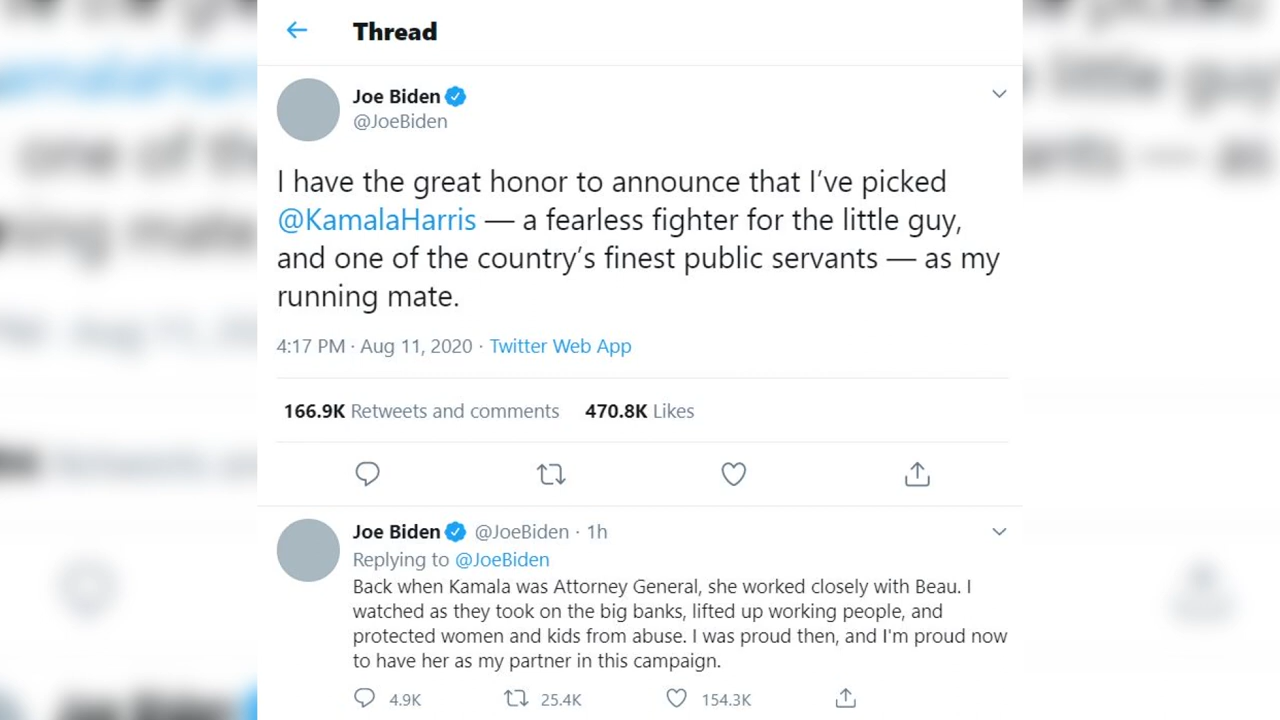 Thread
Joe Biden
@JoeBiden
I have the great honor to announce that I’ve picked
@KamalaHarris — a fearless fighter for the little guy,
and one of the country’s finest public servants — as my
running mate.
4:17 PM · Aug 11, 2020 · Twitter Web App
166.9K Retweets and comments 470.8K Likes
Joe Biden @JoeBiden · 1h
Replying to @JoeBiden
Back when Kamala was Attorney General, she worked closely with Beau. I
watched as they took on the big banks, lifted up working people, and
protected women and kids from abuse. I was proud then, and I'm proud now
to have her as my partner in this campaign.
4.9K 25.4K 154.3K